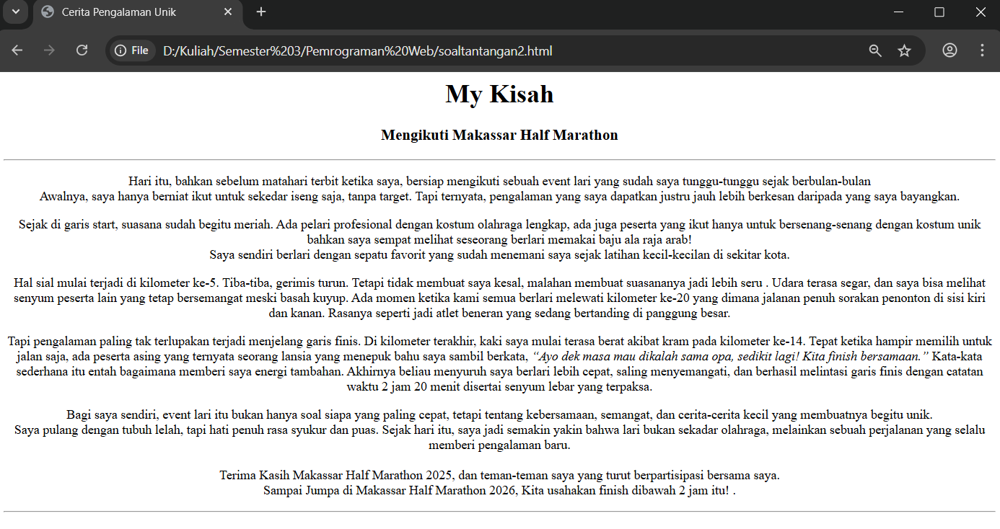 Cerita Pengalaman Unik
File D:/Kuliah/Semester%203/Pemrograman%20Web/soaltantangan2.html
My Kisah
Mengikuti Makassar Half Marathon
Hari itu, bahkan sebelum matahari terbit ketika saya, bersiap mengikuti sebuah event lari yang sudah saya tunggu-tunggu sejak berbulan-bulan
Awalnya, saya hanya berniat ikut untuk sekedar iseng saja, tanpa target. Tapi ternyata, pengalaman yang saya dapatkan justru jauh lebih berkesan daripada yang saya bayangkan.
Sejak di garis start, suasana sudah begitu meriah. Ada pelari profesional dengan kostum olahraga lengkap, ada juga peserta yang ikut hanya untuk bersenang-senang dengan kostum unik
bahkan saya sempat melihat seseorang berlari memakai baju ala raja arab!
Saya sendiri berlari dengan sepatu favorit yang sudah menemani saya sejak latihan kecil-kecilan di sekitar kota.
Hal sial mulai terjadi di kilometer ke-5. Tiba-tiba, gerimis turun. Tetapi tidak membuat saya kesal, malahan membuat suasananya jadi lebih seru . Udara terasa segar, dan saya bisa melihat
senyum peserta lain yang tetap bersemangat meski basah kuyup. Ada momen ketika kami semua berlari melewati kilometer ke-20 yang dimana jalanan penuh sorakan penonton di sisi kiri
dan kanan. Rasanya seperti jadi atlet beneran yang sedang bertanding di panggung besar.
Tapi pengalaman paling tak terlupakan terjadi menjelang garis finis. Di kilometer terakhir, kaki saya mulai terasa berat akibat kram pada kilometer ke-14. Tepat ketika hampir memilih untuk
jalan saja, ada peserta asing yang ternyata seorang lansia yang menepuk bahu saya sambil berkata, “Ayo dek masa mau dikalah sama opa, sedikit lagi! Kita finish bersamaan.” Kata-kata
sederhana itu entah bagaimana memberi saya energi tambahan. Akhirnya beliau menyuruh saya berlari lebih cepat, saling menyemangati, dan berhasil melintasi garis finis dengan catatan
waktu 2 jam 20 menit disertai senyum lebar yang terpaksa.
Bagi saya sendiri, event lari itu bukan hanya soal siapa yang paling cepat, tetapi tentang kebersamaan, semangat, dan cerita-cerita kecil yang membuatnya begitu unik.
Saya pulang dengan tubuh lelah, tapi hati penuh rasa syukur dan puas. Sejak hari itu, saya jadi semakin yakin bahwa lari bukan sekadar olahraga, melainkan sebuah perjalanan yang selalu
memberi pengalaman baru.
Terima Kasih Makassar Half Marathon 2025, dan teman-teman saya yang turut berpartisipasi bersama saya.
Sampai Jumpa di Makassar Half Marathon 2026, Kita usahakan finish dibawah 2 jam itu! .